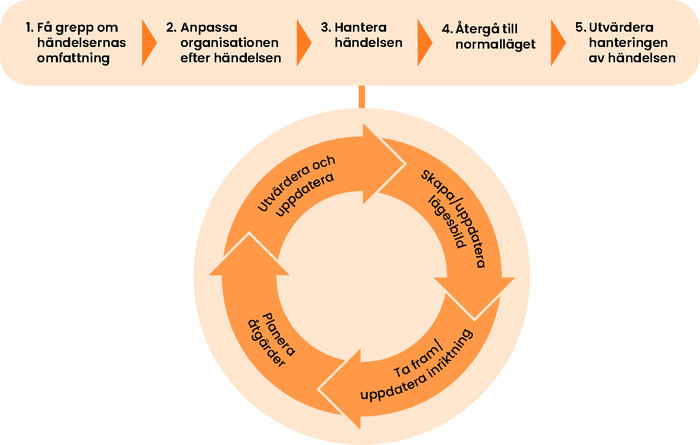 1. Få grepp om
händelsernas
omfattning
2. Anpassa
organisationen
efter händelsen
3. Hantera
händelsen
4. Återgå till
normalläget
5. Utvärdera
hanteringen
av händelsen
Utvärdera och
uppdatera
Skapa/uppdatera
lägesbild
Ta fram/
uppdatera inriktning
Planera
åtgärder